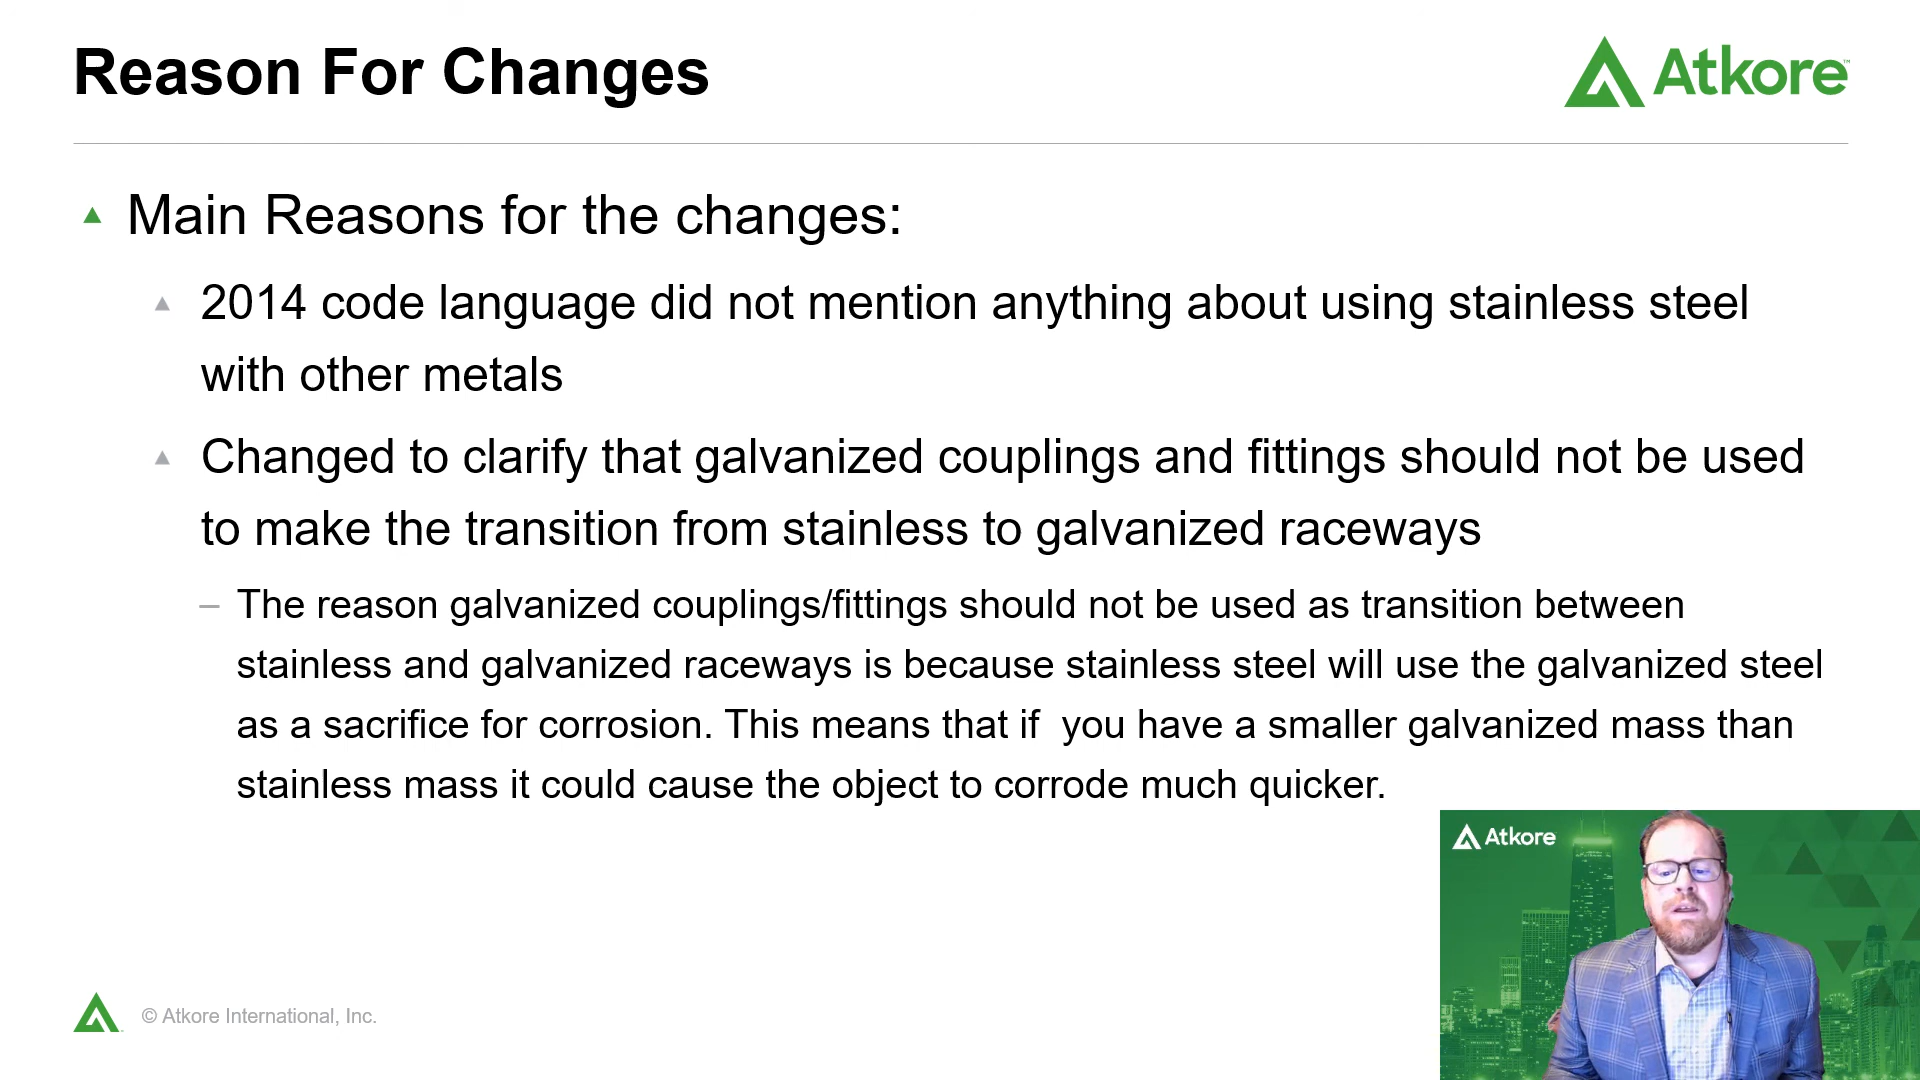 Reason For Changes
Atkore™
Main Reasons for the changes:
2014 code language did not mention anything about using stainless steel
with other metals
Changed to clarify that galvanized couplings and fittings should not be used
to make the transition from stainless to galvanized raceways
– The reason galvanized couplings/fittings should not be used as transition between
stainless and galvanized raceways is because stainless steel will use the galvanized steel
as a sacrifice for corrosion. This means that if  you have a smaller galvanized mass than
stainless mass it could cause the object to corrode much quicker.
Atkore
© Atkore International, Inc.